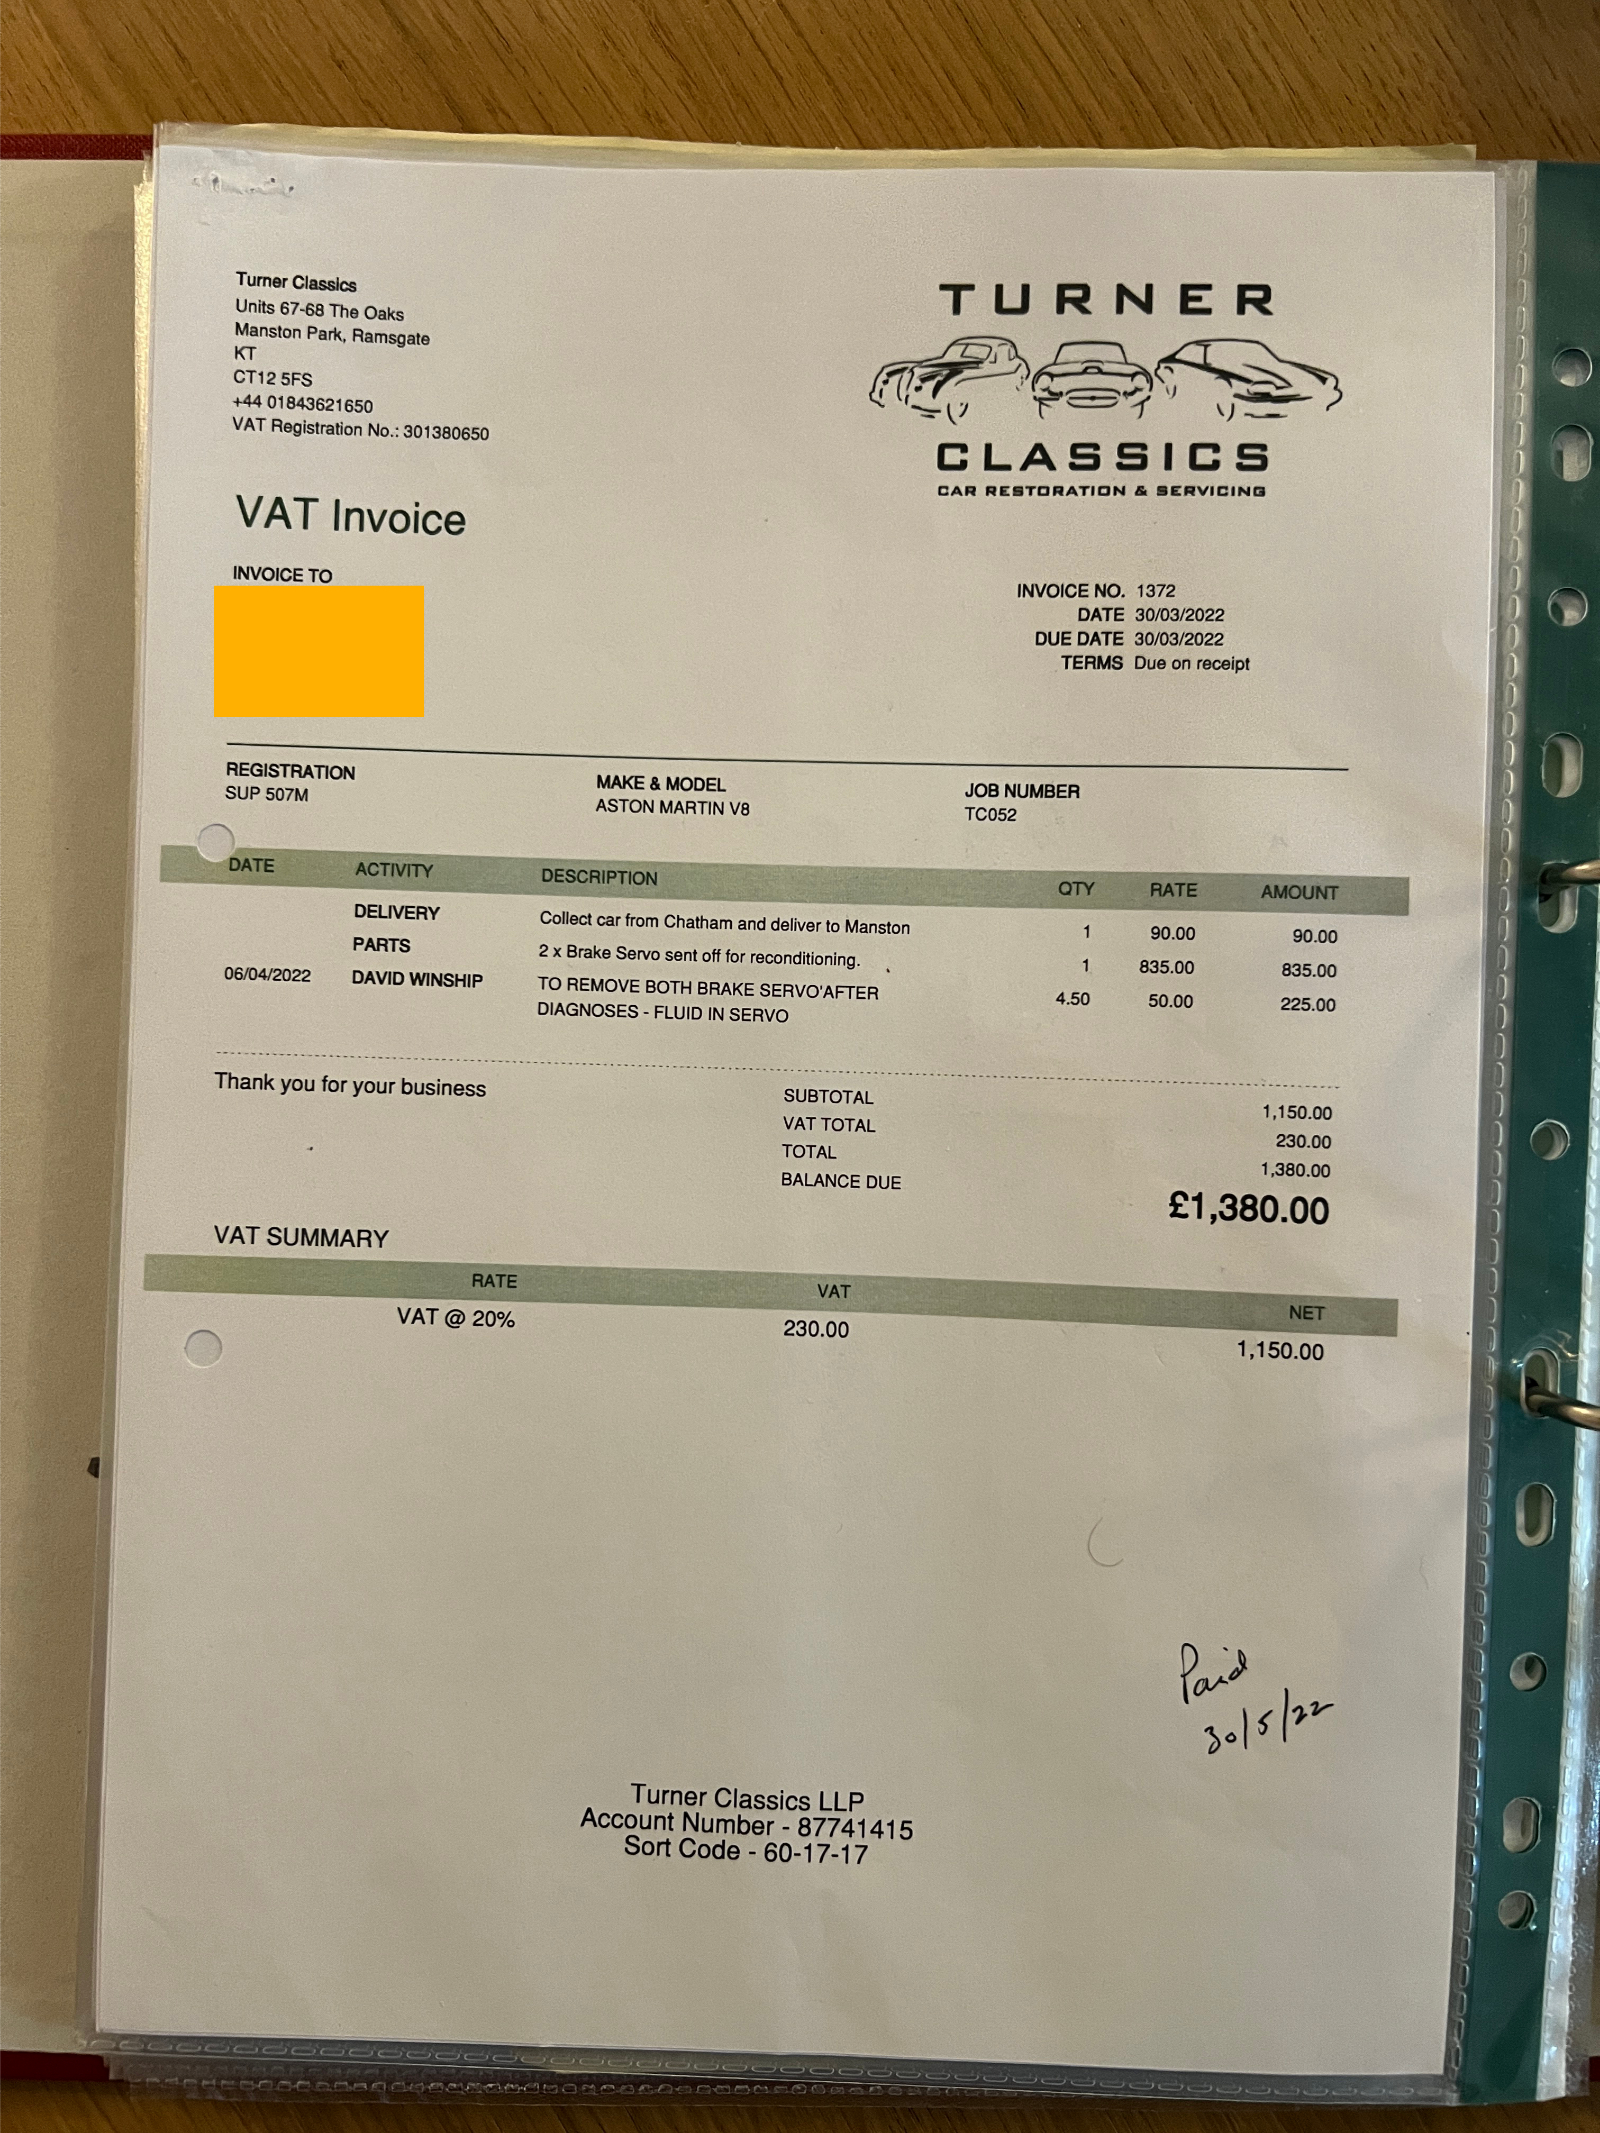 Turner Classics
Units 67-68 The Oaks
Manston Park, Ramsgate
KT
CT12 5FS
+44 01843621650
VAT Registration No.: 301380650
TURNER
CLASSICS
CAR RESTORATION & SERVICING
VAT Invoice
INVOICE TO
INVOICE NO. 1372
DATE 30/03/2022
DUE DATE 30/03/2022
TERMS Due on receipt
REGISTRATION MAKE & MODEL JOB NUMBER
SUP 507M ASTON MARTIN V8 TC052
DATE ACTIVITY DESCRIPTION QTY RATE AMOUNT
DELIVERY Collect car from Chatham and deliver to Manston 1 90.00 90.00
PARTS 2 x Brake Servo sent off for reconditioning. 1 835.00 835.00
06/04/2022 DAVID WINSHIP TO REMOVE BOTH BRAKE SERVO'AFTER 4.50 50.00 225.00
DIAGNOSES - FLUID IN SERVO
Thank you for your business
SUBTOTAL 1,150.00
VAT TOTAL 230.00
TOTAL 1,380.00
BALANCE DUE £1,380.00
VAT SUMMARY
RATE VAT NET
VAT @ 20% 230.00 1,150.00
Paid
30/5/22
Turner Classics LLP
Account Number - 87741415
Sort Code - 60-17-17